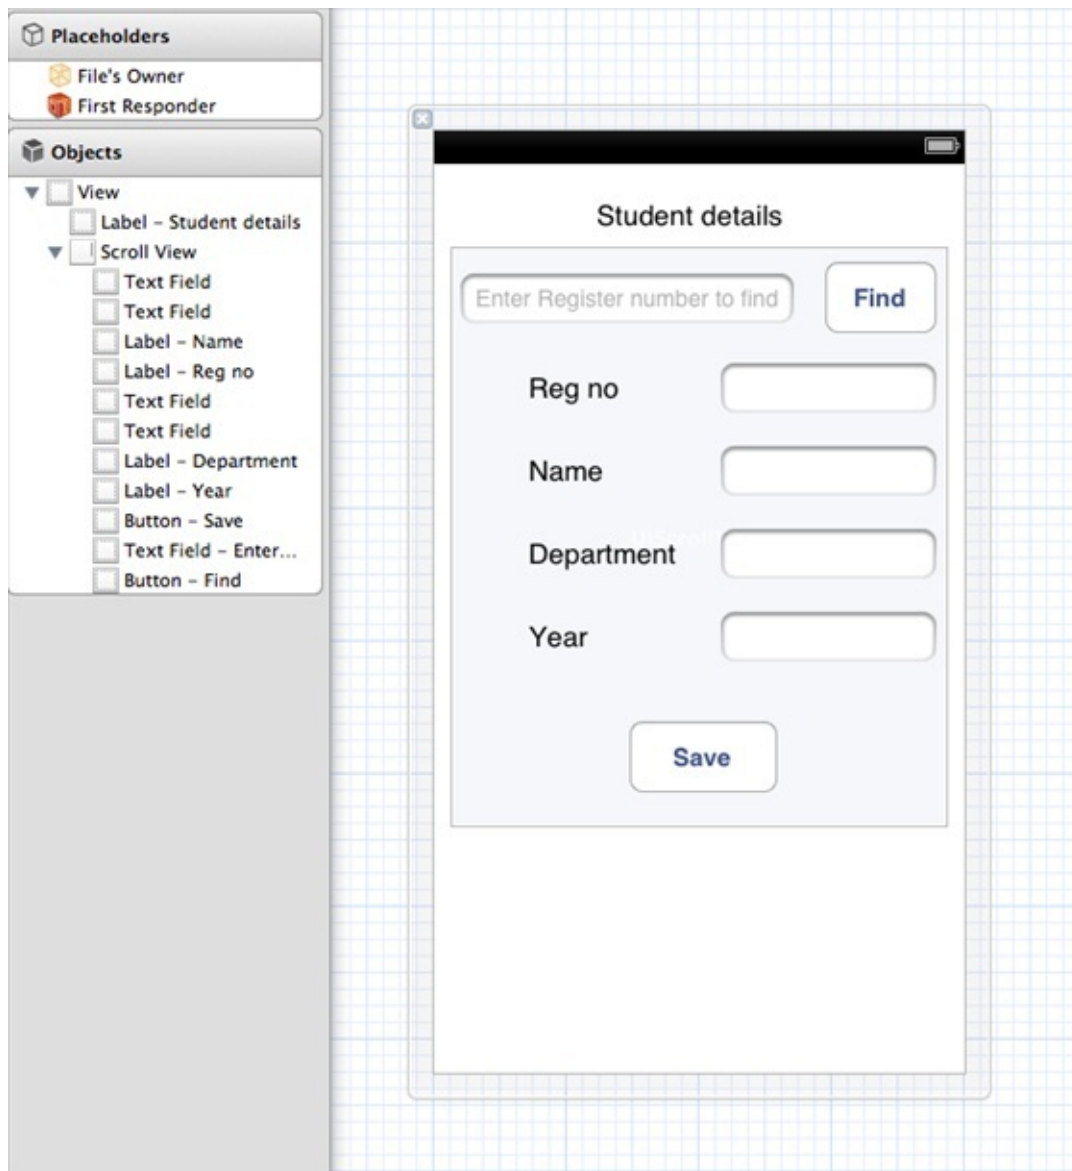 Placeholders
File's Owner
First Responder
Objects
View
Label – Student details
Scroll View
Text Field
Text Field
Label – Name
Label – Reg no
Text Field
Text Field
Label – Department
Label – Year
Button – Save
Text Field – Enter...
Button – Find
Student details
Enter Register number to find
Find
Reg no
Name
Department
Year
Save